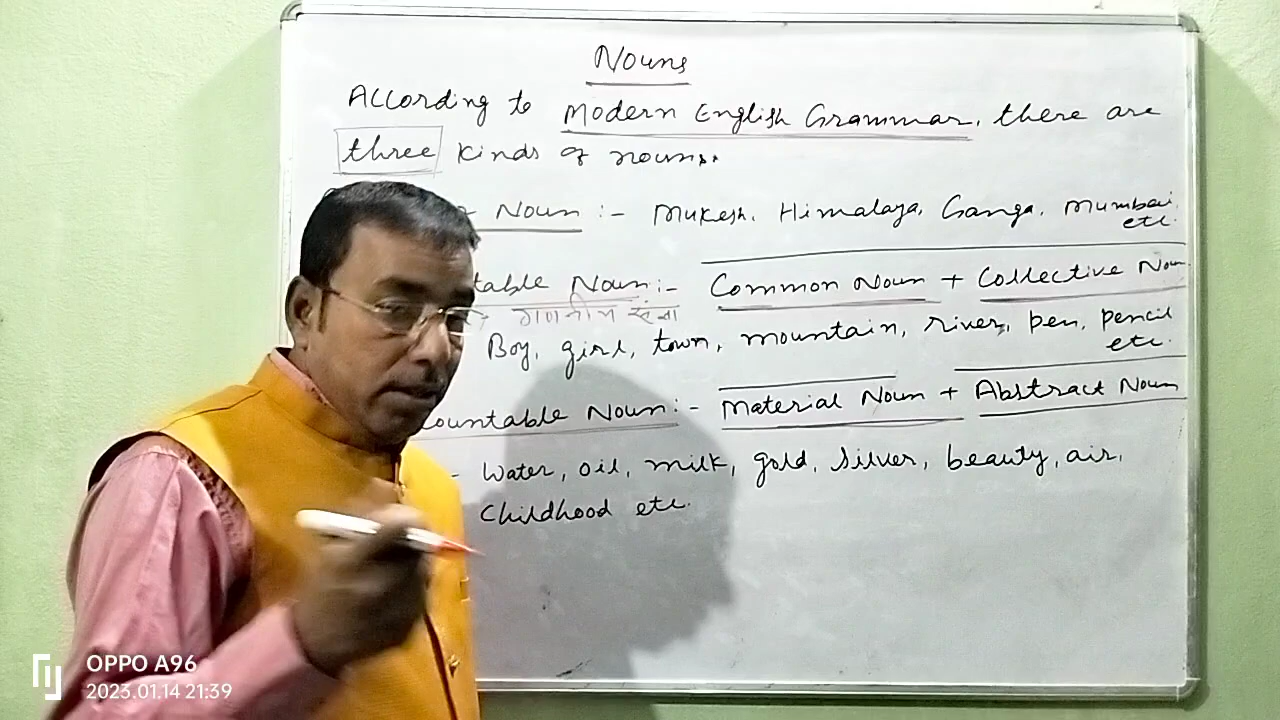 Nouns
According to Modern English Grammar, there are
three kinds of nouns.
Noun :- Mukesh, Himalaya, Ganga, Mumbai,
etc.
table Noun :- Common Noun + Collective Noun
गणनीय संज्ञा
Boy, girl, town, mountain, river, pen, pencil
etc.
ountable Noun :- Material Noun + Abstract Noun
- Water, oil, milk, gold, silver, beauty, air,
Childhood etc.
OPPO A96
2023.01.14 21:39